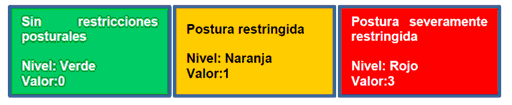 Sin restricciones
posturales
Nivel: Verde
Valor:0
Postura restringida
Nivel: Naranja
Valor:1
Postura severamente
restringida
Nivel: Rojo
Valor:3